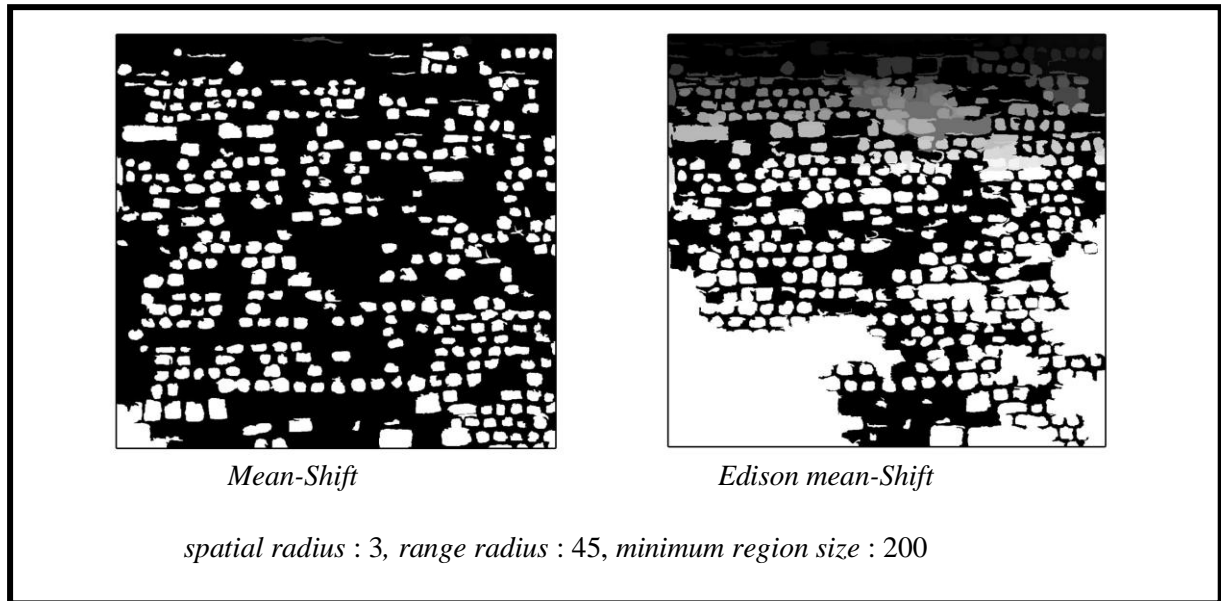 Mean-Shift
Edison mean-Shift
spatial radius : 3, range radius : 45, minimum region size : 200